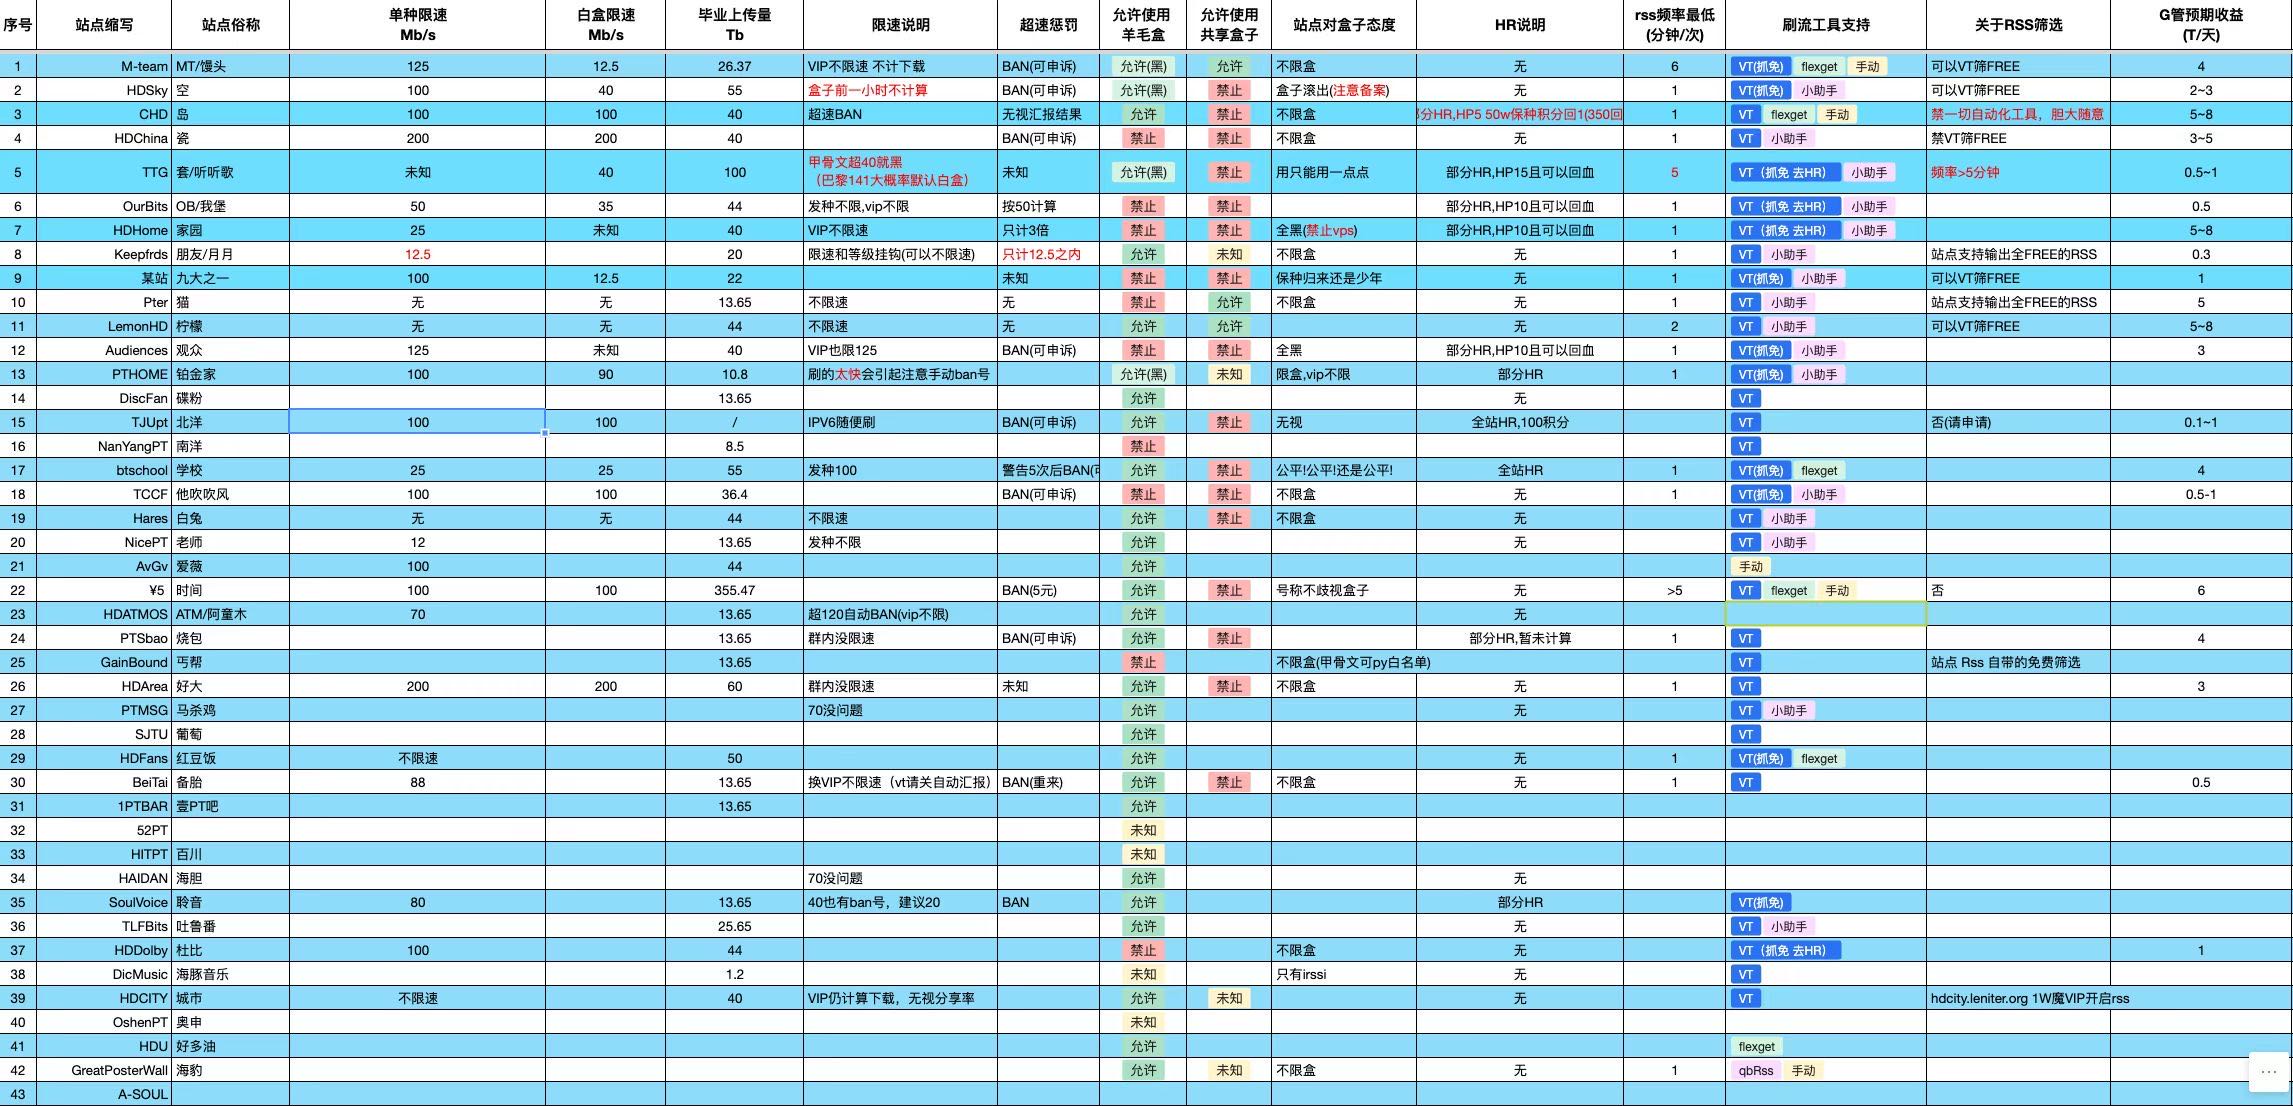 序号 站点缩写 站点俗称 单种限速 Mb/s 白盒限速 Mb/s 毕业上传量 Tb 限速说明 超速惩罚 允许使用 羊毛盒 允许使用 共享盒子 站点对盒子态度 HR说明 rss频率最低 (分钟/次) 刷流工具支持 关于RSS筛选 G管预期收益 (T/天)
1 M-team MT/馒头 125 12.5 26.37 VIP不限速 不计下载 BAN(可申诉) 允许(黑) 允许 不限盒 无 6 VT(抓免) flexget 手动 可以VT筛FREE 4
2 HDSky 空 100 40 55 盒子前一小时不计算 BAN(可申诉) 允许(黑) 禁止 盒子滚出(注意备案) 无 1 VT(抓免) 小助手 可以VT筛FREE 2~3
3 CHD 岛 100 100 40 超速BAN 无视汇报结果 允许 禁止 不限盒 分HR,HP5 50w保种积分回1(350回 1 VT flexget 手动 禁一切自动化工具，胆大随意 5~8
4 HDChina 瓷 200 200 40 BAN(可申诉) 禁止 禁止 不限盒 无 1 VT 小助手 禁VT筛FREE 3~5
5 TTG 套/听听歌 未知 40 100 甲骨文超40就黑 （巴黎141大概率默认白盒） 未知 允许(黑) 禁止 用只能用一点点 部分HR,HP15且可以回血 5 VT（抓免 去HR） 小助手 频率>5分钟 0.5~1
6 OurBits OB/我堡 50 35 44 发种不限,vip不限 按50计算 禁止 禁止 部分HR,HP10且可以回血 1 VT（抓免 去HR） 小助手 0.5
7 HDHome 家园 25 未知 40 VIP不限速 只计3倍 禁止 禁止 全黑(禁止vps) 部分HR,HP10且可以回血 1 VT（抓免 去HR） 小助手 5~8
8 Keepfrds 朋友/月月 12.5 20 限速和等级挂钩(可以不限速) 只计12.5之内 允许 未知 不限盒 无 1 VT 小助手 站点支持输出全FREE的RSS 0.3
9 某站 九大之一 100 12.5 22 未知 禁止 禁止 保种归来还是少年 无 1 VT(抓免) 小助手 可以VT筛FREE 1
10 Pter 猫 无 无 13.65 不限速 无 禁止 允许 不限盒 无 1 VT 小助手 站点支持输出全FREE的RSS 5
11 LemonHD 柠檬 无 无 44 不限速 无 允许 允许 无 2 VT 小助手 可以VT筛FREE 5~8
12 Audiences 观众 125 未知 40 VIP也限125 BAN(可申诉) 禁止 禁止 全黑 部分HR,HP10且可以回血 1 VT(抓免) 小助手 3
13 PTHOME 铂金家 100 90 10.8 刷的太快会引起注意手动ban号 允许(黑) 未知 限盒,vip不限 部分HR 1 VT(抓免) 小助手
14 DiscFan 碟粉 13.65 允许 无 VT
15 TJUpt 北洋 100 100 / IPV6随便刷 BAN(可申诉) 允许 禁止 无视 全站HR,100积分 VT 否(请申请) 0.1~1
16 NanYangPT 南洋 8.5 禁止 VT
17 btschool 学校 25 25 55 发种100 警告5次后BAN(可 允许 禁止 公平!公平!还是公平! 全站HR 1 VT(抓免) flexget 4
18 TCCF 他吹吹风 100 100 36.4 BAN(可申诉) 禁止 禁止 不限盒 无 1 VT(抓免) 小助手 0.5-1
19 Hares 白兔 无 无 44 不限速 允许 禁止 不限盒 无 VT 小助手
20 NicePT 老师 12 13.65 发种不限 允许 无 VT 小助手
21 AvGv 爱薇 100 44 允许 手动
22 ¥5 时间 100 100 355.47 BAN(5元) 允许 禁止 号称不歧视盒子 无 >5 VT flexget 手动 否 6
23 HDATMOS ATM/阿童木 70 13.65 超120自动BAN(vip不限) 允许 无
24 PTSbao 烧包 13.65 群内没限速 BAN(可申诉) 允许 禁止 部分HR,暂未计算 1 VT 4
25 GainBound 丐帮 13.65 禁止 不限盒(甲骨文可py白名单) VT 站点 Rss 自带的免费筛选
26 HDArea 好大 200 200 60 群内没限速 未知 允许 禁止 不限盒 无 1 VT 3
27 PTMSG 马杀鸡 70没问题 允许 无 VT 小助手
28 SJTU 葡萄 允许 VT
29 HDFans 红豆饭 不限速 50 允许 无 1 VT(抓免) flexget
30 BeiTai 备胎 88 13.65 换VIP不限速（vt请关自动汇报） BAN(重来) 允许 禁止 不限盒 无 1 VT 0.5
31 1PTBAR 壹PT吧 13.65 允许
32 52PT 未知
33 HITPT 百川 未知
34 HAIDAN 海胆 70没问题 允许 无
35 SoulVoice 聆音 80 13.65 40也有ban号，建议20 BAN 允许 部分HR VT(抓免)
36 TLFBits 吐鲁番 25.65 允许 无 VT 小助手
37 HDDolby 杜比 100 44 禁止 不限盒 无 VT（抓免 去HR） 1
38 DicMusic 海豚音乐 1.2 未知 只有irssi 无 VT
39 HDCITY 城市 不限速 40 VIP仍计算下载，无视分享率 允许 未知 无 VT hdcity.leniter.org 1W魔VIP开启rss
40 OshenPT 奥申 未知
41 HDU 好多油 允许 flexget
42 GreatPosterWall 海豹 允许 未知 不限盒 无 1 qbRss 手动
43 A-SOUL